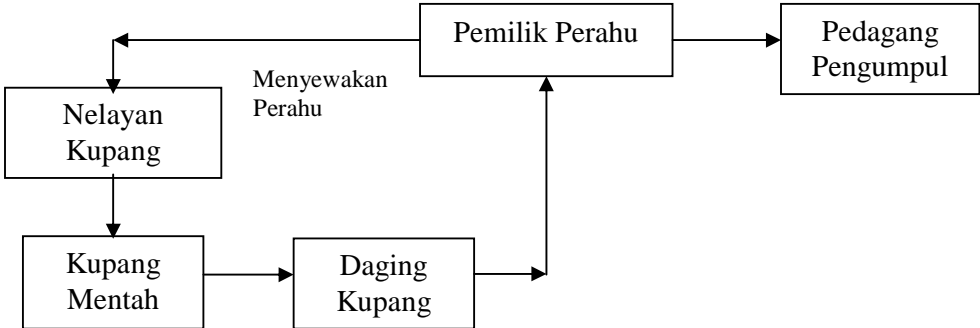 Pemilik Perahu
Pedagang
Pengumpul
Menyewakan
Perahu
Nelayan
Kupang
Kupang
Mentah
Daging
Kupang